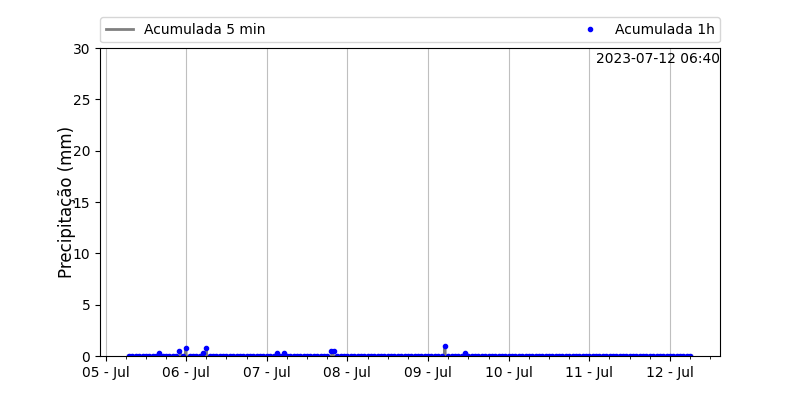 Acumulada 5 min
Acumulada 1h
2023-07-12 06:40
Precipitação (mm)
30
25
20
15
10
5
0
05 - Jul
06 - Jul
07 - Jul
08 - Jul
09 - Jul
10 - Jul
11 - Jul
12 - Jul